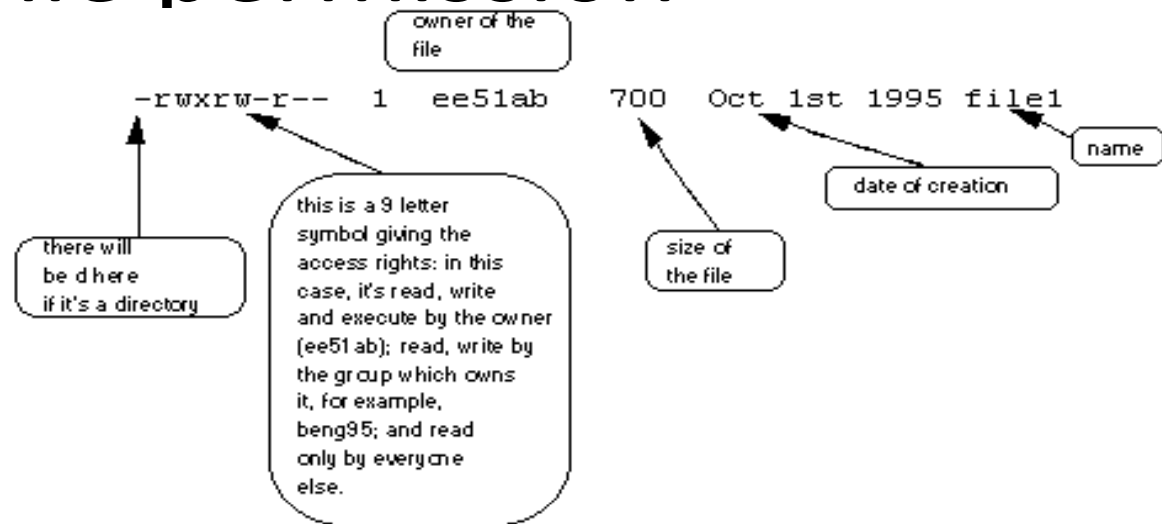 file permission
owner of the
file
-rwxrw-r-- 1 ee51ab 700 Oct 1st 1995 file1
name
date of creation
this is a 9 letter
symbol giving the
access rights: in this
case, it's read, write
and execute by the owner
(ee51ab); read, write by
the group which owns
it, for example,
beng95; and read
only by everyone
else.
there will
be d here
if it's a directory
size of
the file